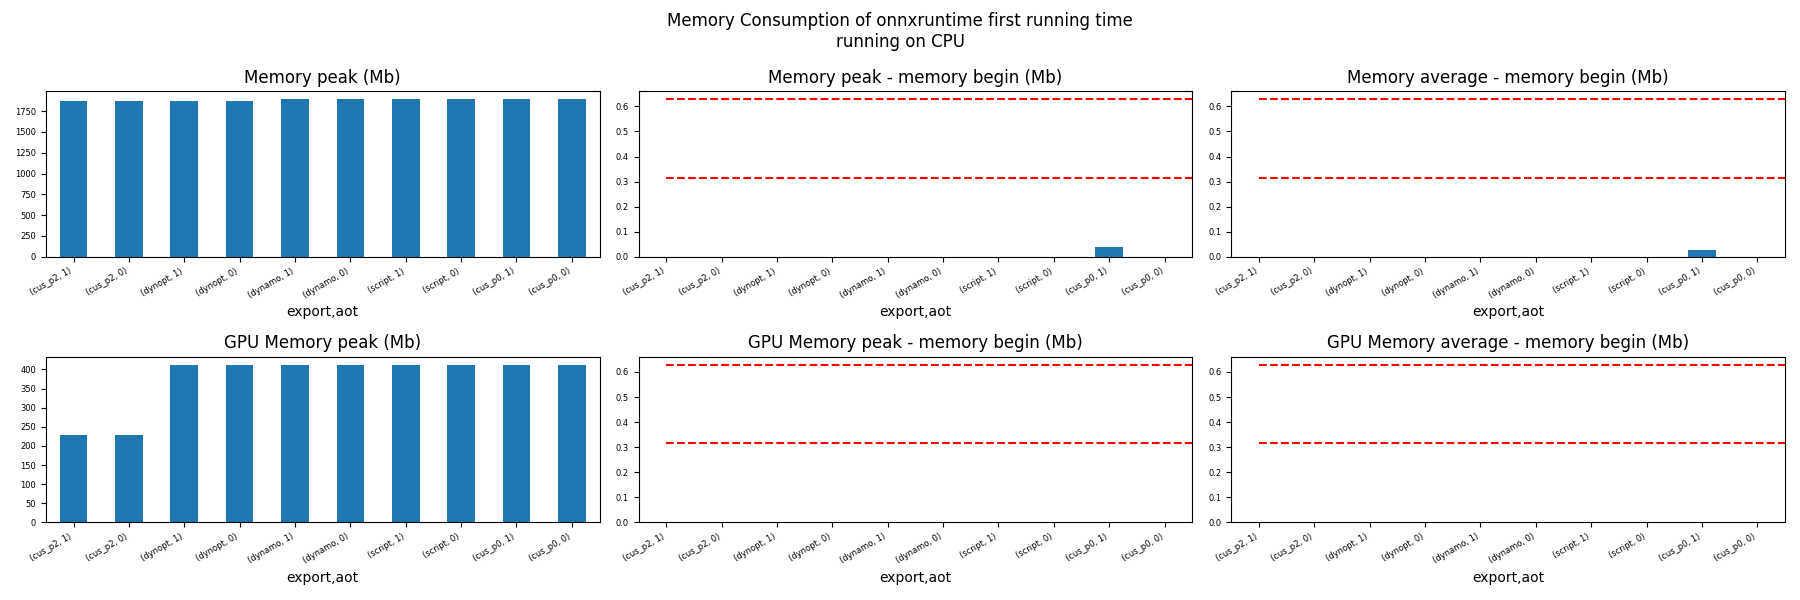 Memory Consumption of onnxruntime first running time
running on CPU
Memory peak (Mb)
1750
1500
1250
1000
750
500
250
0
(cus_p2, 1)
(cus_p2, 0)
(dynopt, 1)
(dynopt, 0)
(dynamo, 1)
(dynamo, 0)
(script, 1)
(script, 0)
(cus_p0, 1)
(cus_p0, 0)
export,aot
Memory peak - memory begin (Mb)
0.6
0.5
0.4
0.3
0.2
0.1
0.0
(cus_p2, 1)
(cus_p2, 0)
(dynopt, 1)
(dynopt, 0)
(dynamo, 1)
(dynamo, 0)
(script, 1)
(script, 0)
(cus_p0, 1)
(cus_p0, 0)
export,aot
Memory average - memory begin (Mb)
0.6
0.5
0.4
0.3
0.2
0.1
0.0
(cus_p2, 1)
(cus_p2, 0)
(dynopt, 1)
(dynopt, 0)
(dynamo, 1)
(dynamo, 0)
(script, 1)
(script, 0)
(cus_p0, 1)
(cus_p0, 0)
export,aot
GPU Memory peak (Mb)
400
350
300
250
200
150
100
50
0
(cus_p2, 1)
(cus_p2, 0)
(dynopt, 1)
(dynopt, 0)
(dynamo, 1)
(dynamo, 0)
(script, 1)
(script, 0)
(cus_p0, 1)
(cus_p0, 0)
export,aot
GPU Memory peak - memory begin (Mb)
0.6
0.5
0.4
0.3
0.2
0.1
0.0
(cus_p2, 1)
(cus_p2, 0)
(dynopt, 1)
(dynopt, 0)
(dynamo, 1)
(dynamo, 0)
(script, 1)
(script, 0)
(cus_p0, 1)
(cus_p0, 0)
export,aot
GPU Memory average - memory begin (Mb)
0.6
0.5
0.4
0.3
0.2
0.1
0.0
(cus_p2, 1)
(cus_p2, 0)
(dynopt, 1)
(dynopt, 0)
(dynamo, 1)
(dynamo, 0)
(script, 1)
(script, 0)
(cus_p0, 1)
(cus_p0, 0)
export,aot